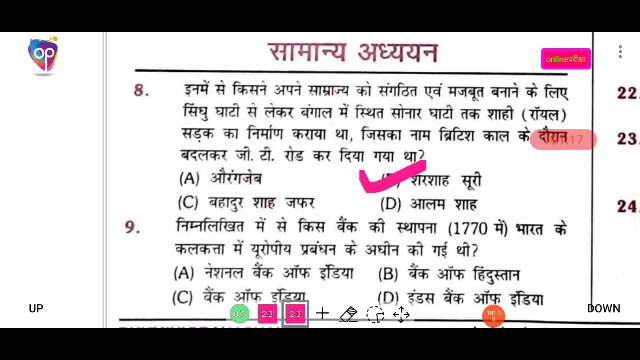 op
सामान्य अध्ययन
onlineपरीक्षा
8. इनमें से किसने अपने साम्राज्य को संगठित एवं मजबूत बनाने के लिए
सिंधु घाटी से लेकर बंगाल में स्थित सोनार घाटी तक शाही (रॉयल)
सड़क का निर्माण कराया था, जिसका नाम ब्रिटिश काल के दौरान
बदलकर जी. टी. रोड कर दिया गया था?
(A) औरंगजेब
शेरशाह सूरी
(C) बहादुर शाह जफर (D) आलम शाह
9. निम्नलिखित में से किस बैंक की स्थापना (1770 में) भारत के
कलकत्ता में यूरोपीय प्रबंधन के अधीन की गई थी?
(A) नेशनल बैंक ऑफ इंडिया (B) बैंक ऑफ हिंदुस्तान
(C) बैंक ऑफ इंडिया (D) इंडस बैंक ऑफ इंडिया
22.
23.
24.
UP
DOWN